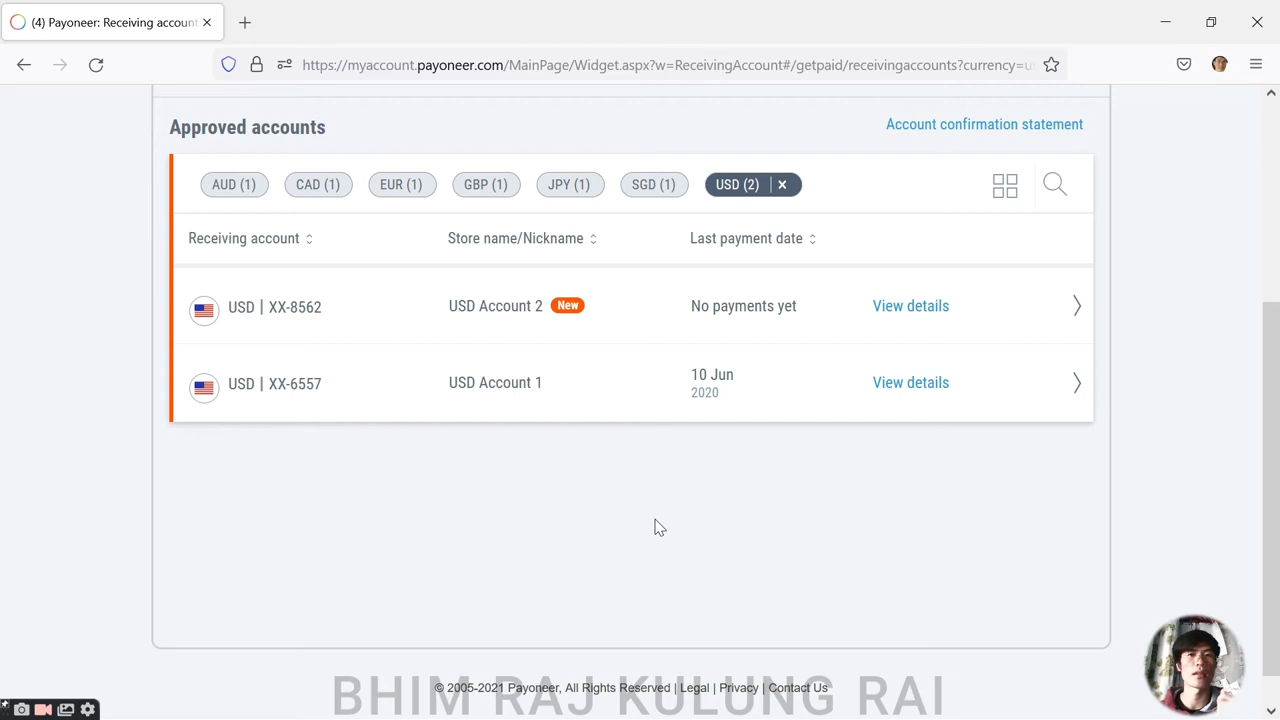 (4) Payoneer: Receiving account
https://myaccount.payoneer.com/MainPage/Widget.aspx?w=ReceivingAccount#/getpaid/receivingaccounts?currency=u
Approved accounts
Account confirmation statement
AUD (1) CAD (1) EUR (1) GBP (1) JPY (1) SGD (1) USD (2)
Receiving account Store name/Nickname Last payment date
USD | XX-8562 USD Account 2 New No payments yet View details
USD | XX-6557 USD Account 1 10 Jun 2020 View details
© 2005-2021 Payoneer, All Rights Reserved | Legal | Privacy | Contact Us
BHIM RAJ KULUNG RAI